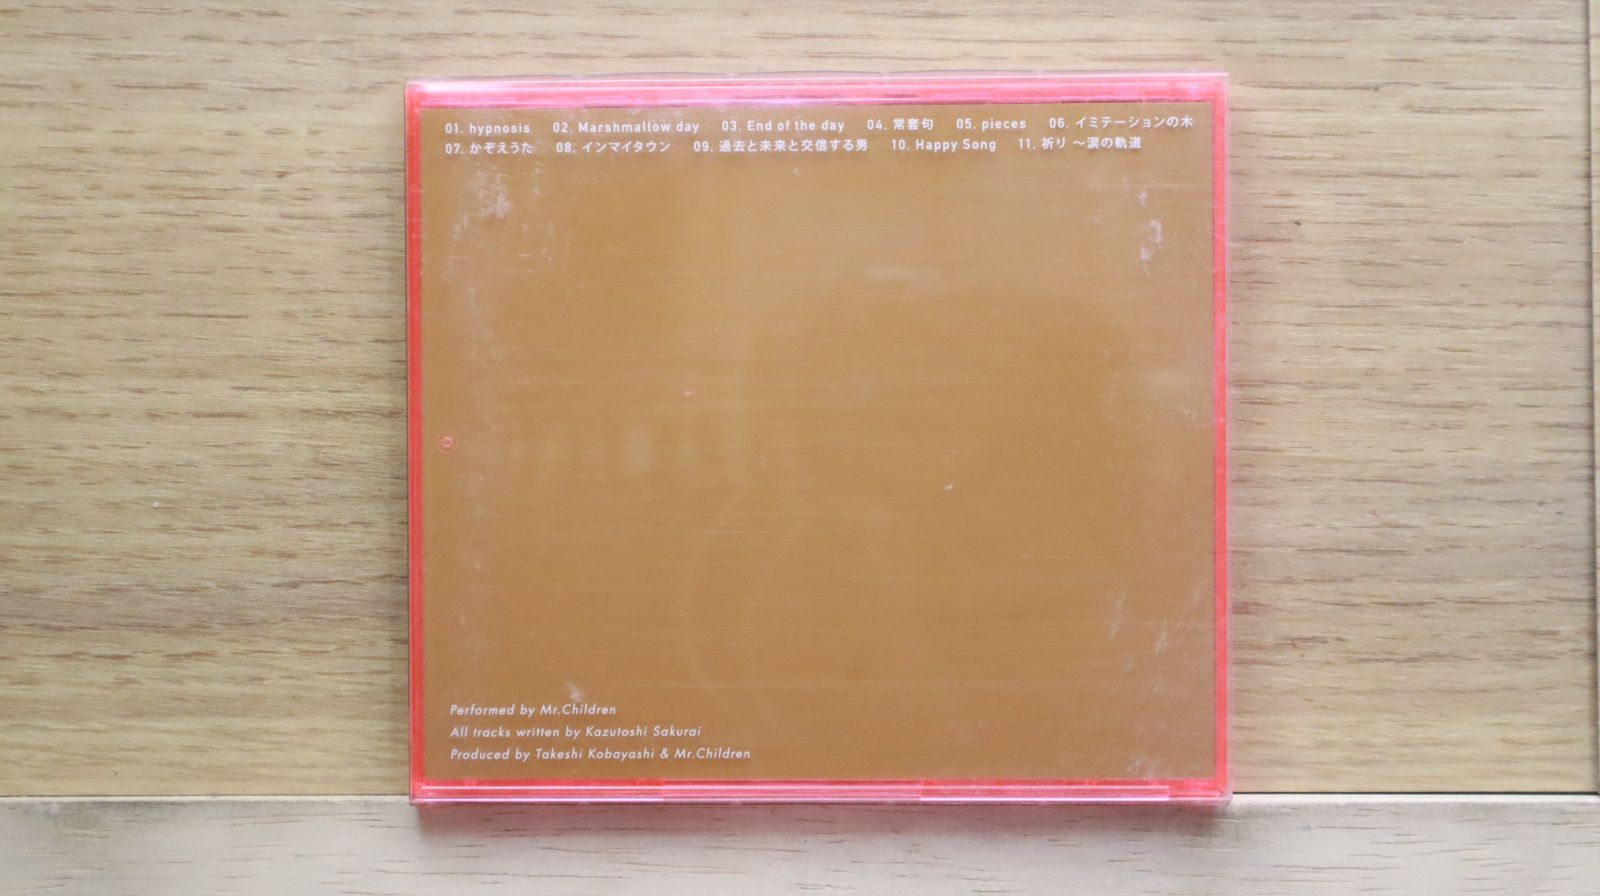 01. hypnosis 02. Marshmallow day 03. End of the day 04. 常套句 05. pieces 06. イミテーションの木
07. かぞえうた 08. インマイタウン 09. 過去と未来と交信する男 10. Happy Song 11. 祈り 〜涙の軌道
Performed by Mr.Children
All tracks written by Kazutoshi Sakurai
Produced by Takeshi Kobayashi & Mr.Children